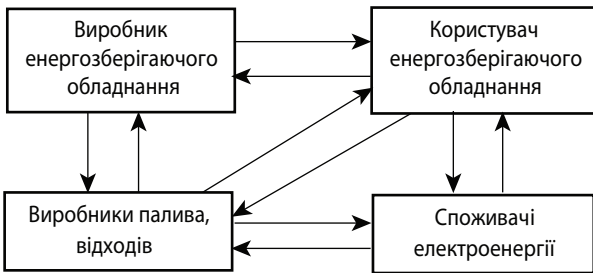 Виробник
енергозберігаючого
обладнання
Користувач
енергозберігаючого
обладнання
Виробники палива,
відходів
Споживачі
електроенергії